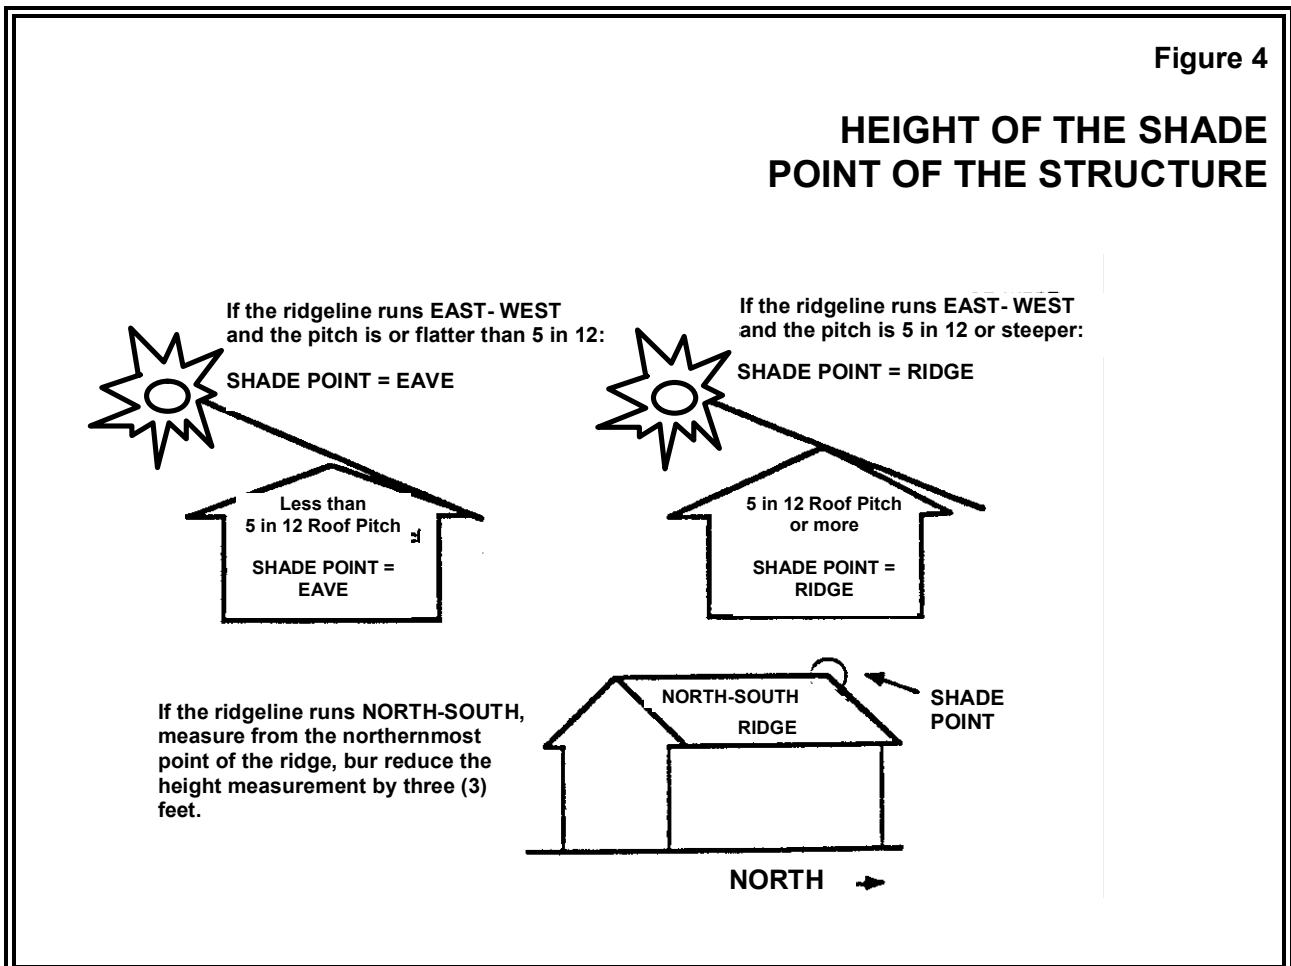 Figure 4
HEIGHT OF THE SHADE
POINT OF THE STRUCTURE
If the ridgeline runs EAST- WEST
and the pitch is or flatter than 5 in 12:
SHADE POINT = EAVE
If the ridgeline runs EAST- WEST
and the pitch is 5 in 12 or steeper:
SHADE POINT = RIDGE
Less than
5 in 12 Roof Pitch
SHADE POINT =
EAVE
5 in 12 Roof Pitch
or more
SHADE POINT =
RIDGE
If the ridgeline runs NORTH-SOUTH,
measure from the northernmost
point of the ridge, bur reduce the
height measurement by three (3)
feet.
NORTH-SOUTH
RIDGE
SHADE
POINT
NORTH